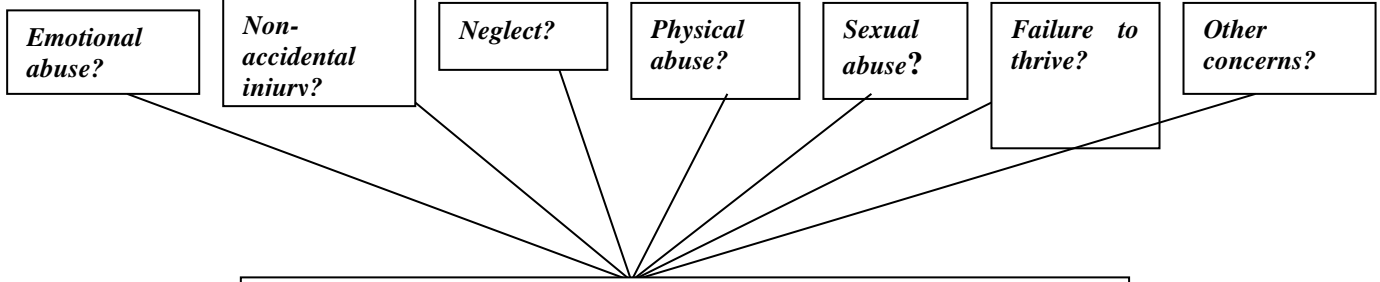 Emotional
abuse?
Non-
accidental
injury?
Neglect?
Physical
abuse?
Sexual
abuse?
Failure to
thrive?
Other
concerns?